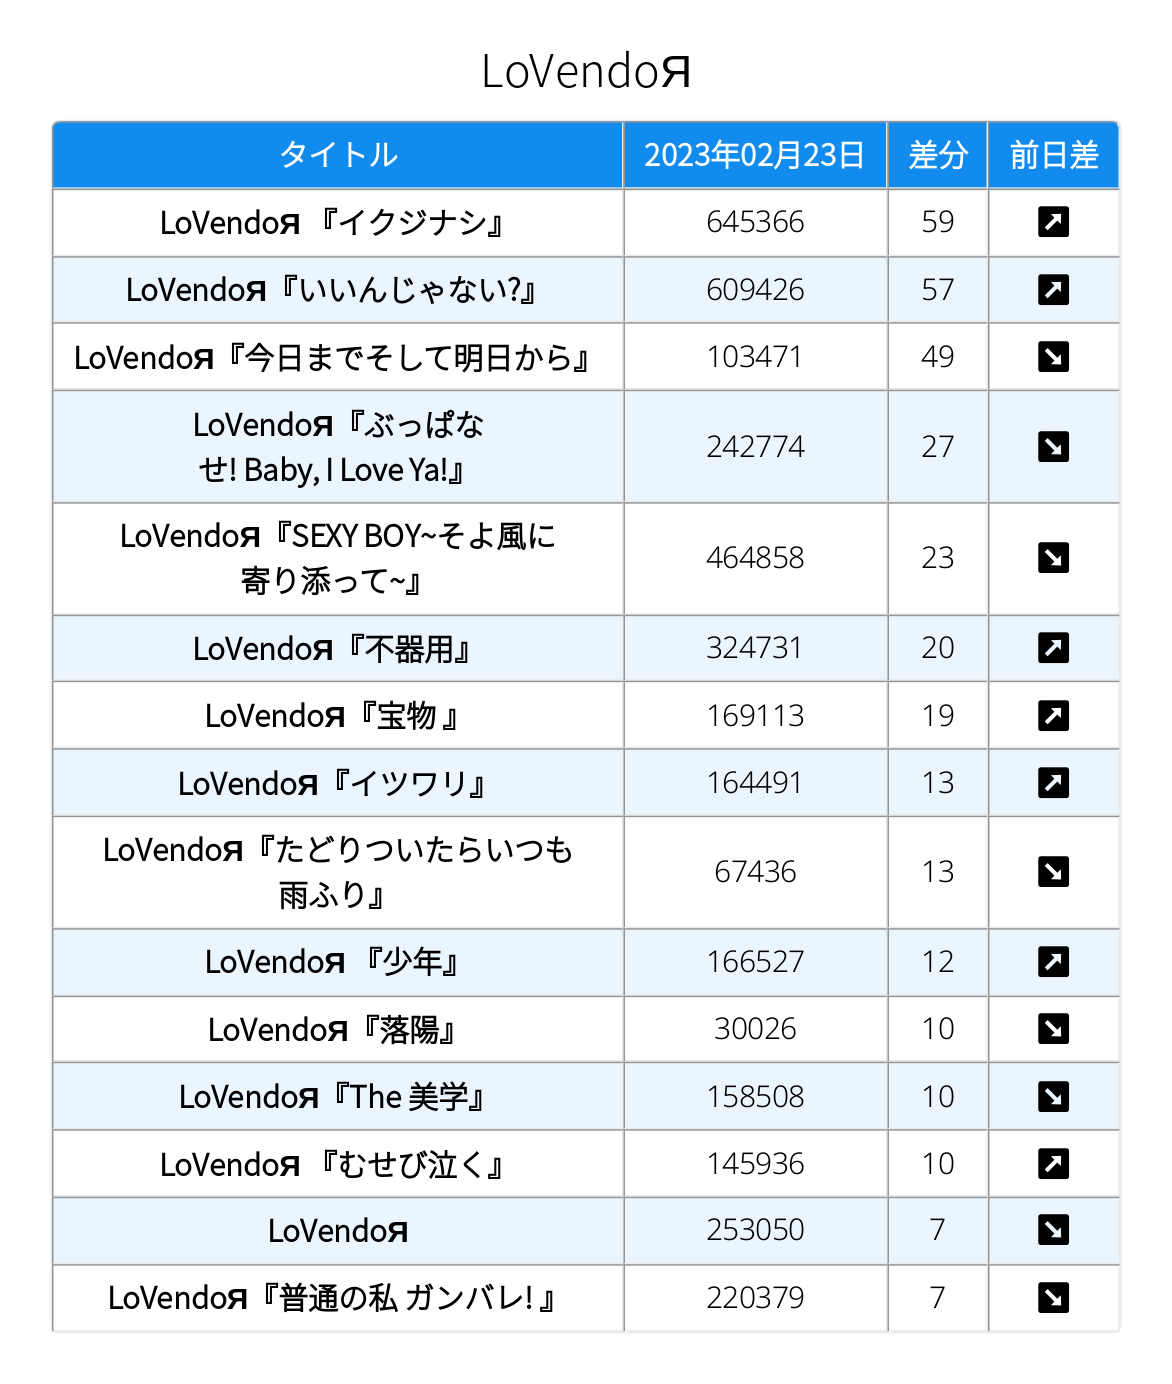 LoVendoЯ
タイトル 2023年02月23日 差分 前日差
LoVendoЯ 『イクジナシ』 645366 59 ↗
LoVendoЯ『いいんじゃない?』 609426 57 ↗
LoVendoЯ『今日までそして明日から』 103471 49 ↘
LoVendoЯ『ぶっぱな
せ! Baby, I Love Ya!』 242774 27 ↘
LoVendoЯ『SEXY BOY~そよ風に
寄り添って~』 464858 23 ↘
LoVendoЯ『不器用』 324731 20 ↗
LoVendoЯ『宝物 』 169113 19 ↗
LoVendoЯ『イツワリ』 164491 13 ↗
LoVendoЯ『たどりついたらいつも
雨ふり』 67436 13 ↘
LoVendoЯ 『少年』 166527 12 ↗
LoVendoЯ『落陽』 30026 10 ↘
LoVendoЯ『The 美学』 158508 10 ↘
LoVendoЯ 『むせび泣く』 145936 10 ↗
LoVendoЯ 253050 7 ↘
LoVendoЯ『普通の私 ガンバレ! 』 220379 7 ↘